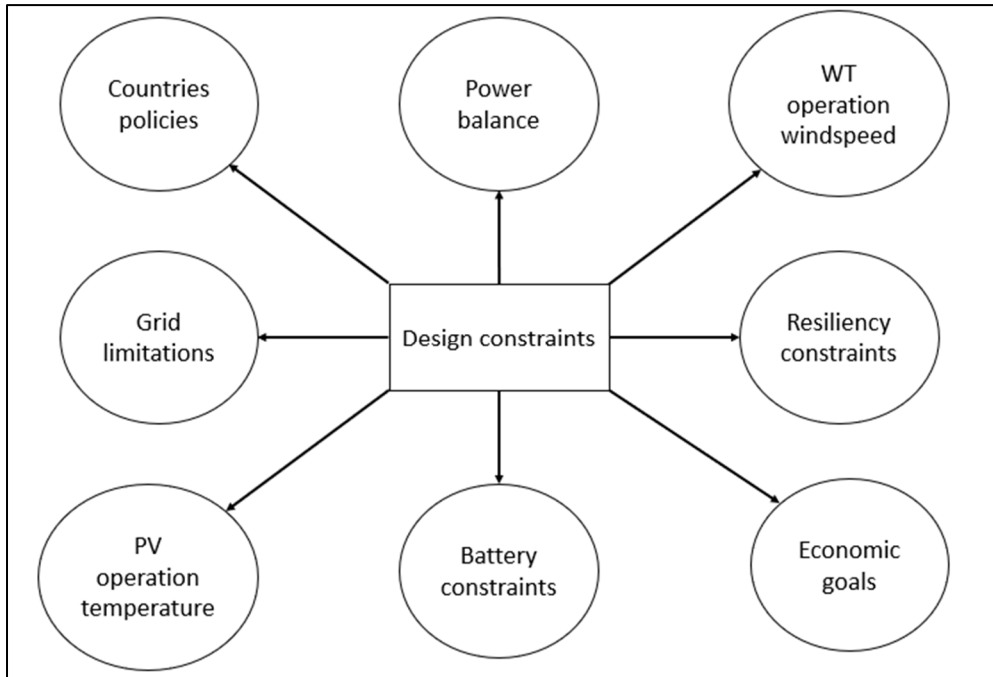 Countries
policies
Power
balance
WT
operation
windspeed
Grid
limitations
Design constraints
Resiliency
constraints
PV
operation
temperature
Battery
constraints
Economic
goals